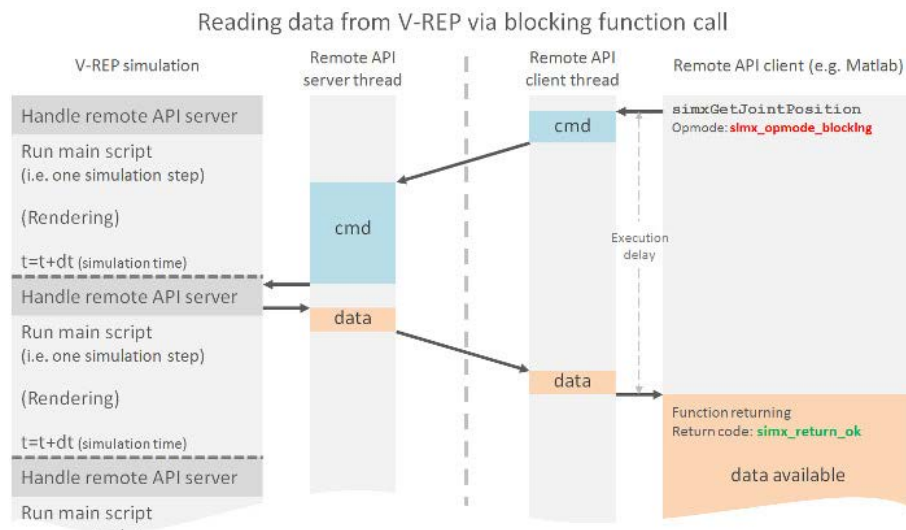 Reading data from V-REP via blocking function call
V-REP simulation
Remote API
server thread
Remote API
client thread
Remote API client (e.g. Matlab)
Handle remote API server
Run main script
(i.e. one simulation step)
(Rendering)
t=t+dt (simulation time)
Handle remote API server
Run main script
(i.e. one simulation step)
(Rendering)
t=t+dt (simulation time)
Handle remote API server
Run main script
cmd
data
cmd
data
simxGetJointPosition
Opmode: simx_opmode_blocking
Execution
delay
Function returning
Return code: simx_return_ok
data available